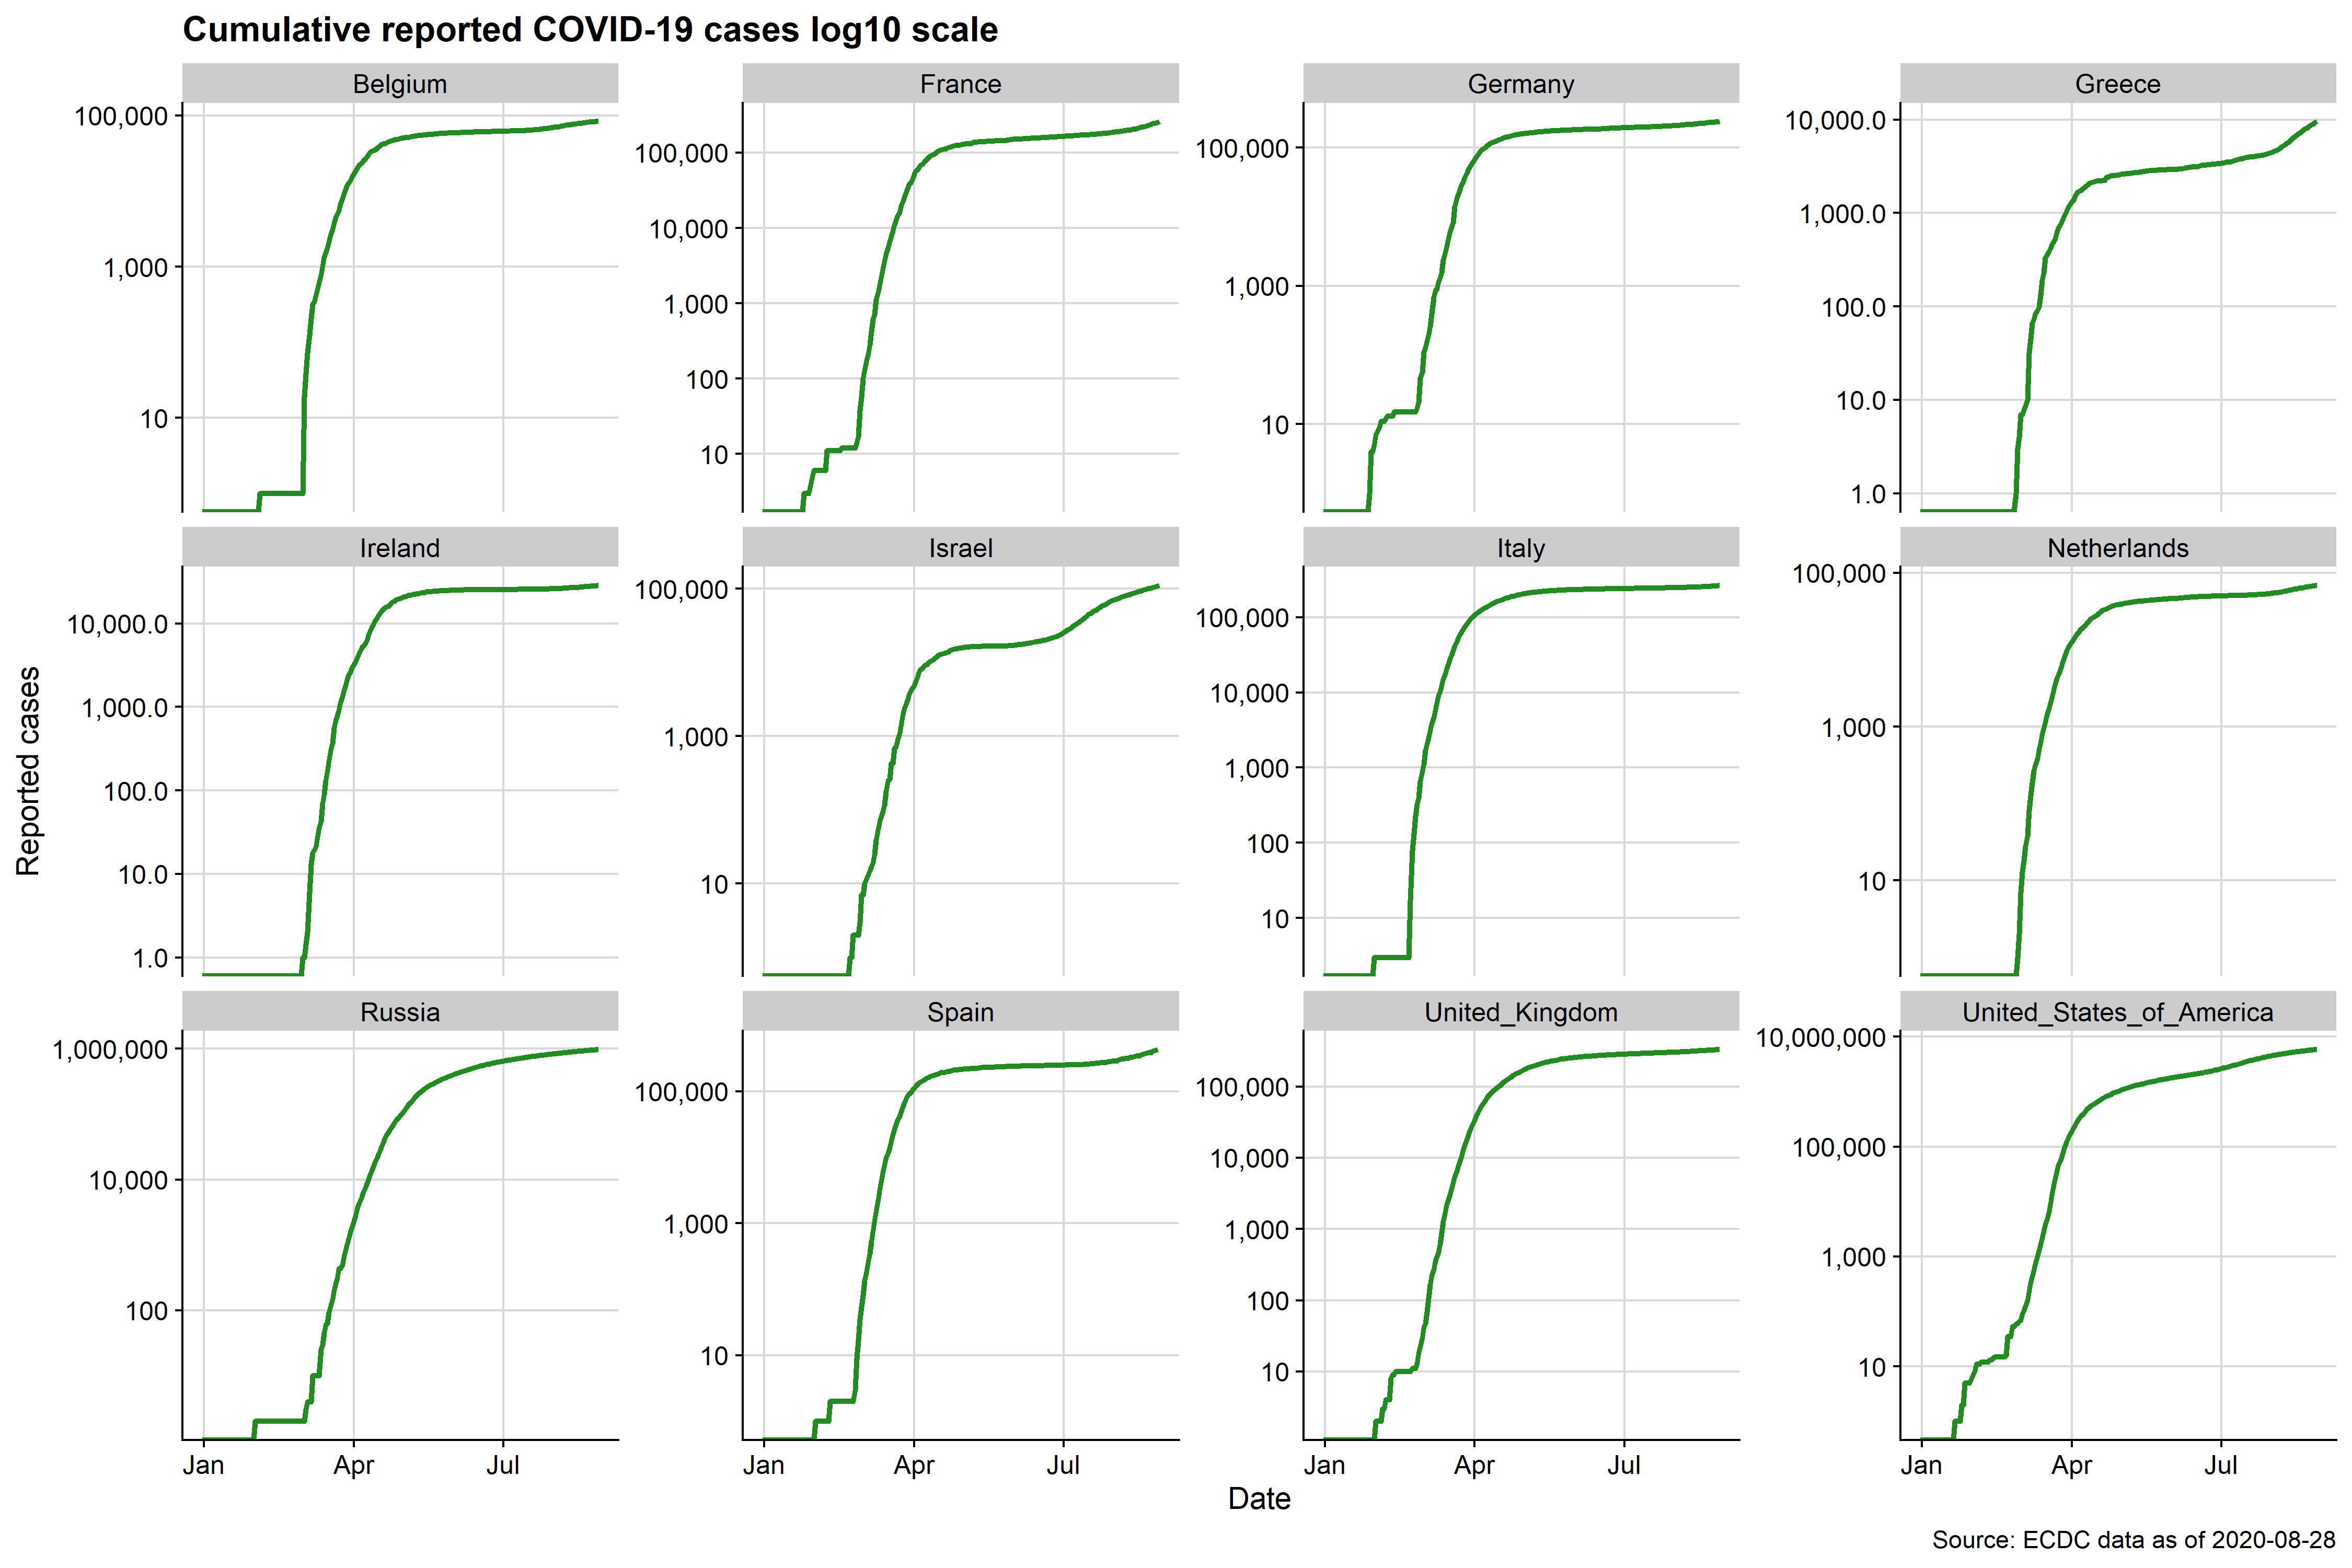 Cumulative reported COVID-19 cases log10 scale
Belgium
France
Germany
Greece
100,000
1,000
10
100,000
10,000
1,000
100
10
100,000
1,000
10
10,000.0
1,000.0
100.0
10.0
1.0
Ireland
Israel
Italy
Netherlands
10,000.0
1,000.0
100.0
10.0
1.0
100,000
1,000
10
100,000
10,000
1,000
100
10
100,000
1,000
10
Russia
Spain
United_Kingdom
United_States_of_America
1,000,000
10,000
100
100,000
1,000
10
100,000
10,000
1,000
100
10
10,000,000
100,000
1,000
10
Jan Apr Jul
Jan Apr Jul
Jan Apr Jul
Jan Apr Jul
Reported cases
Date
Source: ECDC data as of 2020-08-28